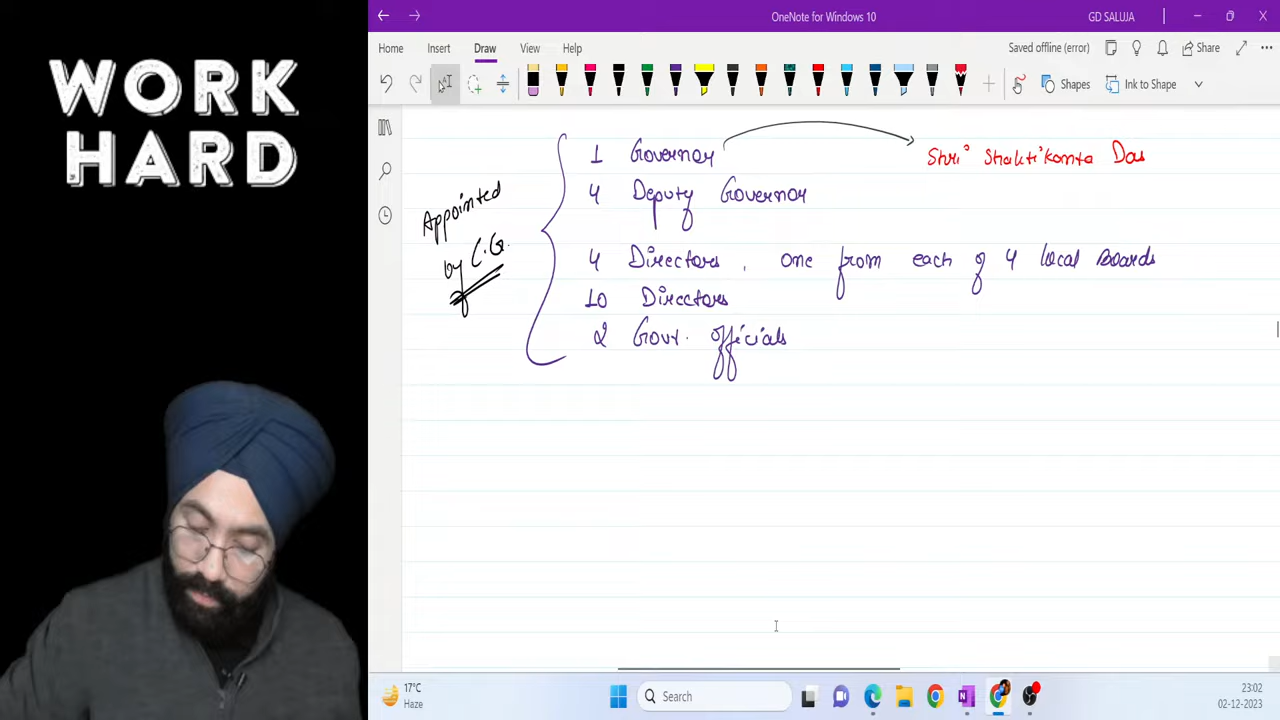 WORK
HARD
OneNote for Windows 10
GD SALUJA
Home Insert Draw View Help
Saved offline (error)
Share
Shapes
Ink to Shape
Appointed
by C.G.
1 Governor
Shri Shaktikanta Das
4 Deputy Governor
4 Directors, one from each of 4 local Boards
10 Directors
2 Govt. officials
17°C
Haze
Search
23:02
02-12-2023